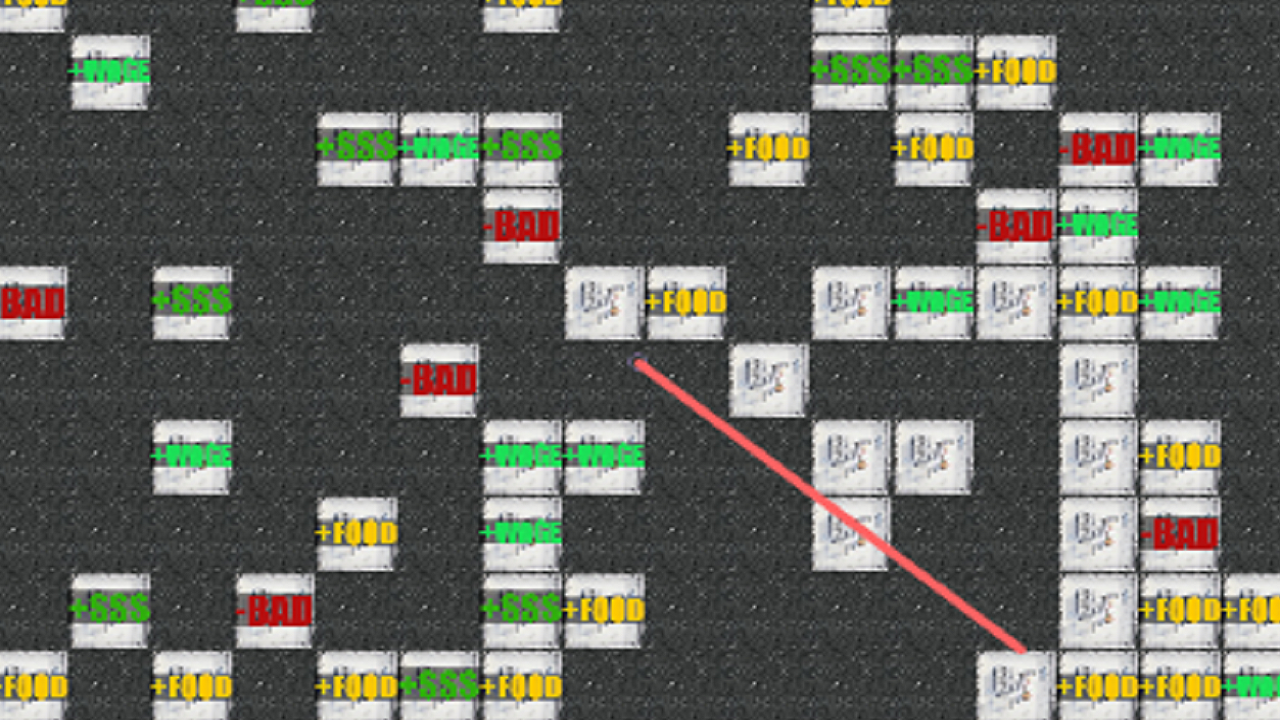 +FOOD +$$$ +FOOD +FOOD
+WAGE +$$$ +$$$ +FOOD
+$$$ +WAGE +$$$ +FOOD +FOOD -BAD +WAGE
-BAD -BAD +WAGE
BAD +$$$ +FOOD +WAGE +FOOD +WAGE
-BAD
+WAGE +WAGE +WAGE +FOOD
+FOOD +WAGE -BAD
+$$$ -BAD +$$$ +FOOD +FOOD
+FOOD +FOOD +FOOD +$$$ +FOOD +FOOD +FOOD